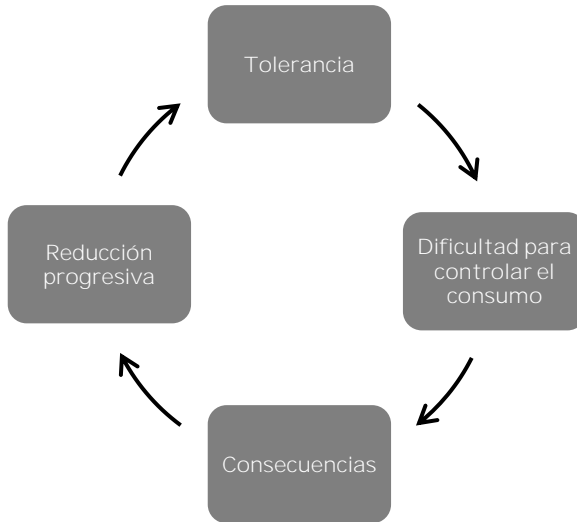 Tolerancia
Dificultad para
controlar el
consumo
Consecuencias
Reducción
progresiva